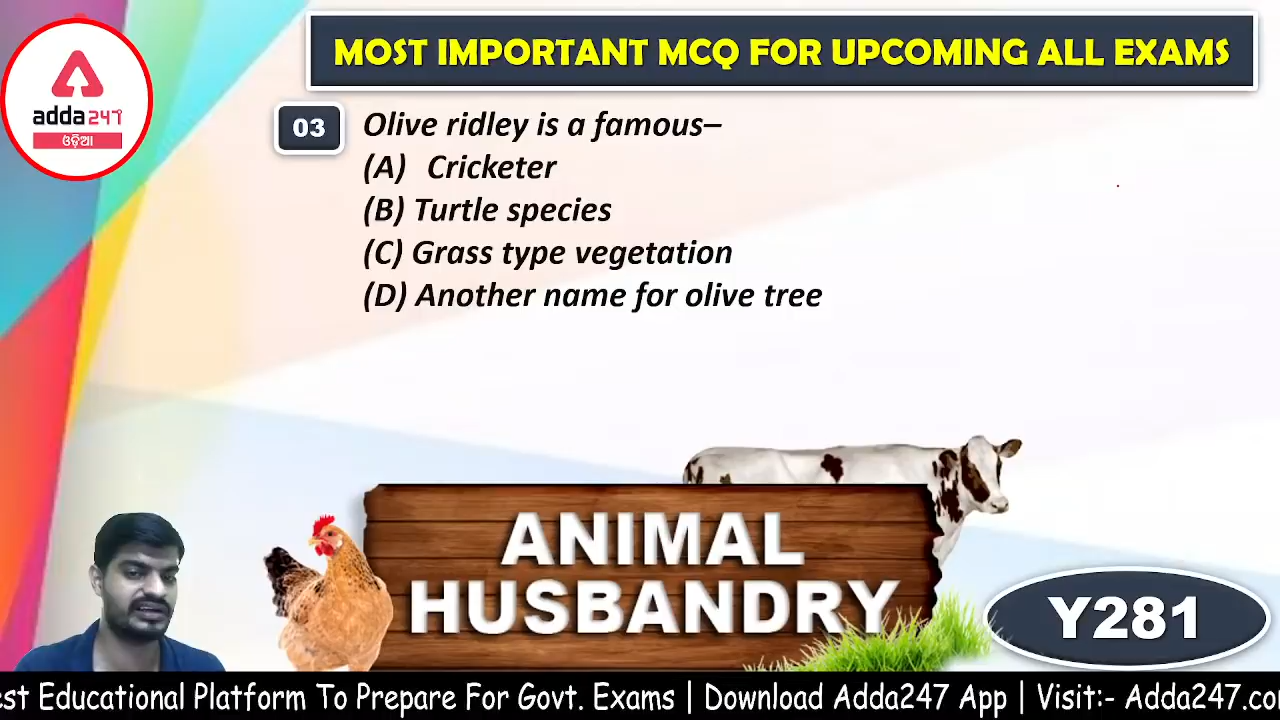 MOST IMPORTANT MCQ FOR UPCOMING ALL EXAMS
adda247
ଓଡ଼ିଆ
03
Olive ridley is a famous–
(A) Cricketer
(B) Turtle species
(C) Grass type vegetation
(D) Another name for olive tree
ANIMAL
HUSBANDRY
Y281
est Educational Platform To Prepare For Govt. Exams | Download Adda247 App | Visit:- Adda247.co